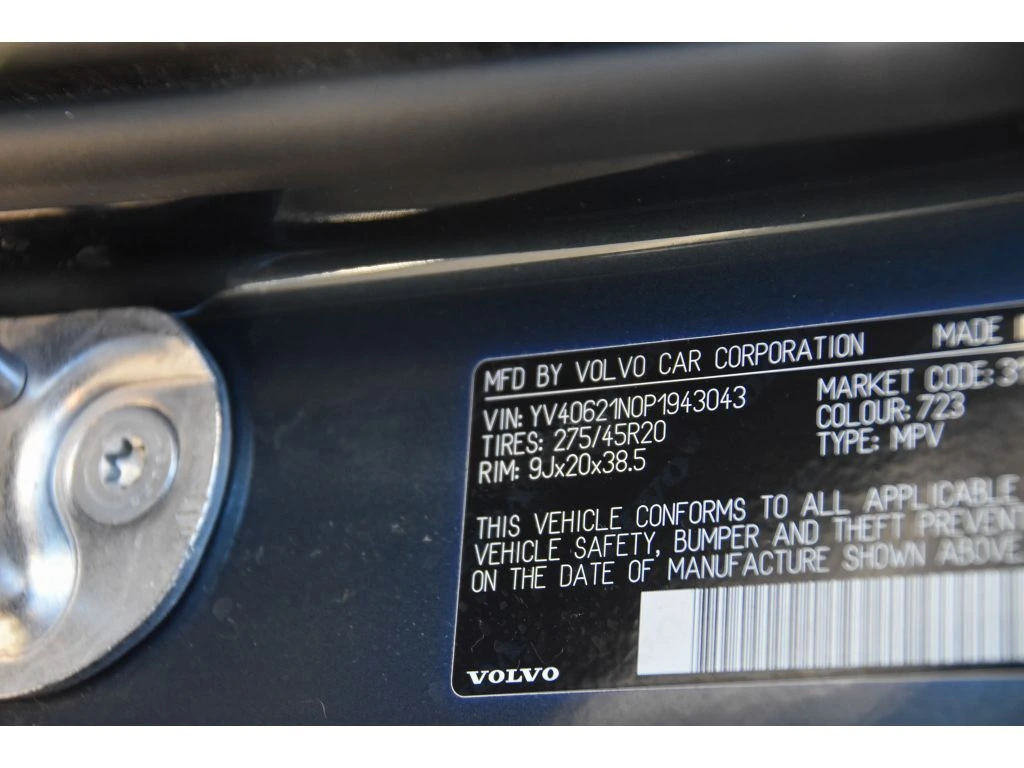 MFD BY VOLVO CAR CORPORATION MADE
VIN: YV40621N0P1943043 MARKET CODE: 31
TIRES: 275/45R20 COLOUR: 723
RIM: 9Jx20x38.5 TYPE: MPV
THIS VEHICLE CONFORMS TO ALL APPLICABLE
VEHICLE SAFETY, BUMPER AND THEFT PREVENT
ON THE DATE OF MANUFACTURE SHOWN ABOVE
VOLVO